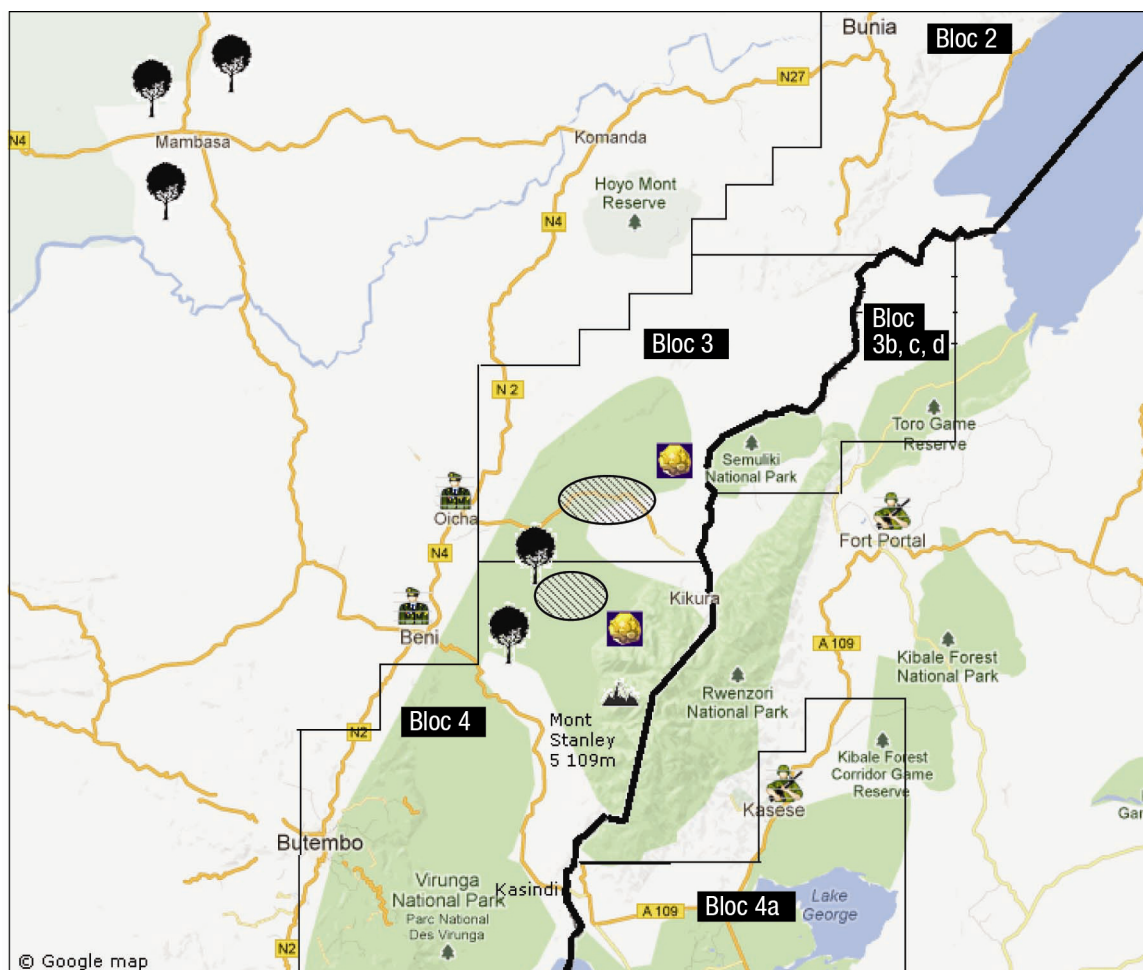 Bunia
Bloc 2
N27
N4
Mambasa
Komanda
Hoyo Mont
Reserve
N4
Bloc
3b, c, d
Bloc 3
N 2
Toro Game
Reserve
Semuliki
National Park
Oicha
Fort Portal
N4
Kikura
Beni
A 109
Kibale Forest
National Park
Rwenzori
National Park
Bloc 4
Mont
Stanley
5 109m
N2
Kibale Forest
Corridor Game
Reserve
Kasese
Butembo
Virunga
National Park
Parc National
Des Virunga
Kasindi
A 109
Bloc 4a
Lake
George
N2
© Google map